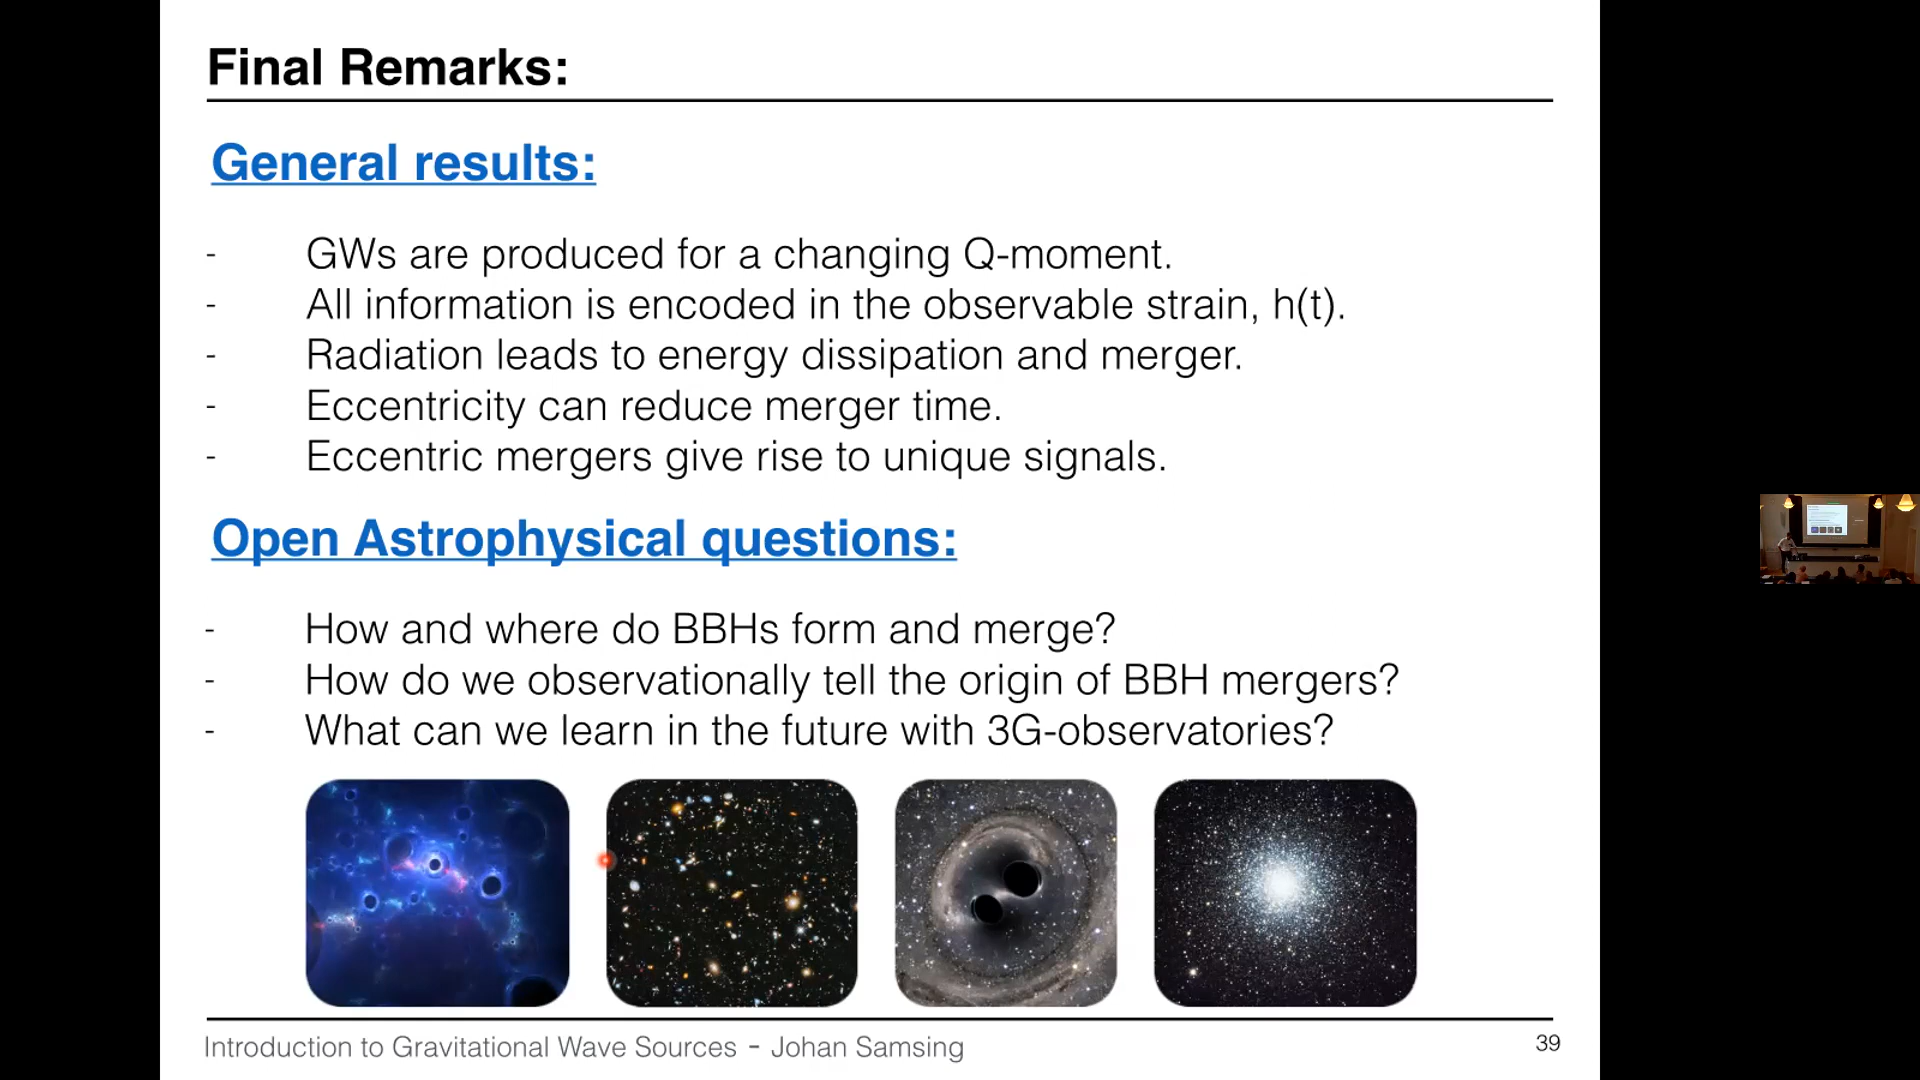 Final Remarks:
General results:
- GWs are produced for a changing Q-moment.
- All information is encoded in the observable strain, h(t).
- Radiation leads to energy dissipation and merger.
- Eccentricity can reduce merger time.
- Eccentric mergers give rise to unique signals.
Open Astrophysical questions:
- How and where do BBHs form and merge?
- How do we observationally tell the origin of BBH mergers?
- What can we learn in the future with 3G-observatories?
Introduction to Gravitational Wave Sources - Johan Samsing
39